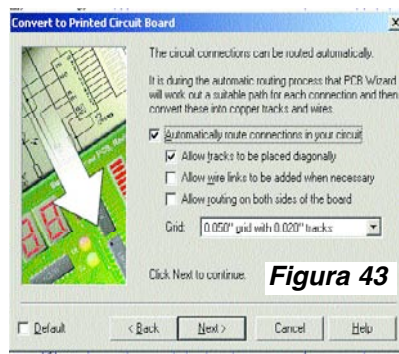 Convert to Printed Circuit Board
The circuit connections can be routed automatically.
It is during the automatic routing process that PCB Wizard
will work out a suitable path for each connection and then
convert these into copper tracks and wires.
Automatically route connections in your circuit
Allow tracks to be placed diagonally
Allow wire links to be added when necessary
Allow routing on both sides of the board
Grid: 0.050" grid with 0.020" tracks
Click Next to continue.
Figura 43
Default
< Back
Next >
Cancel
Help